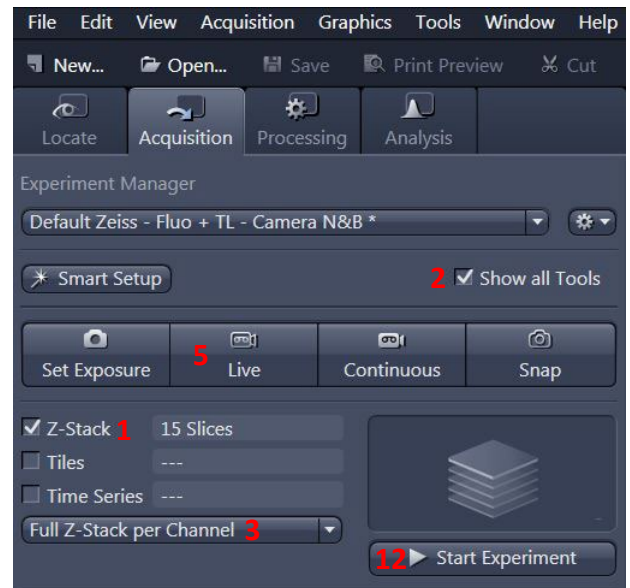 File Edit View Acquisition Graphics Tools Window Help
New... Open... Save Print Preview Cut
Locate Acquisition Processing Analysis
Experiment Manager
Default Zeiss - Fluo + TL - Camera N&B *
Smart Setup 2 Show all Tools
Set Exposure 5 Live Continuous Snap
Z-Stack 1 15 Slices
Tiles ---
Time Series ---
Full Z-Stack per Channel 3
12 Start Experiment